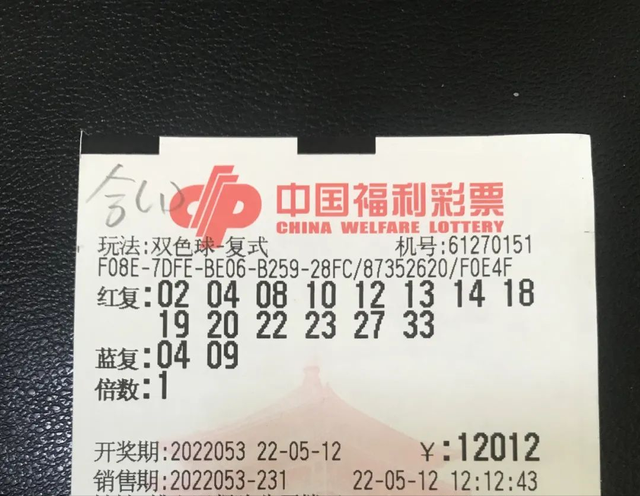 合(1)
中国福利彩票
CHINA WELFARE LOTTERY
玩法:双色球-复式 机号:61270151
F08E-7DFE-BE06-B259-28FC/87352620/F0E4F
红复:02 04 08 10 12 13 14 18
19 20 22 23 27 33
蓝复:04 09
倍数:1
开奖期:2022053 22-05-12 ¥:12012
销售期:2022053-231 22-05-12 12:12:43